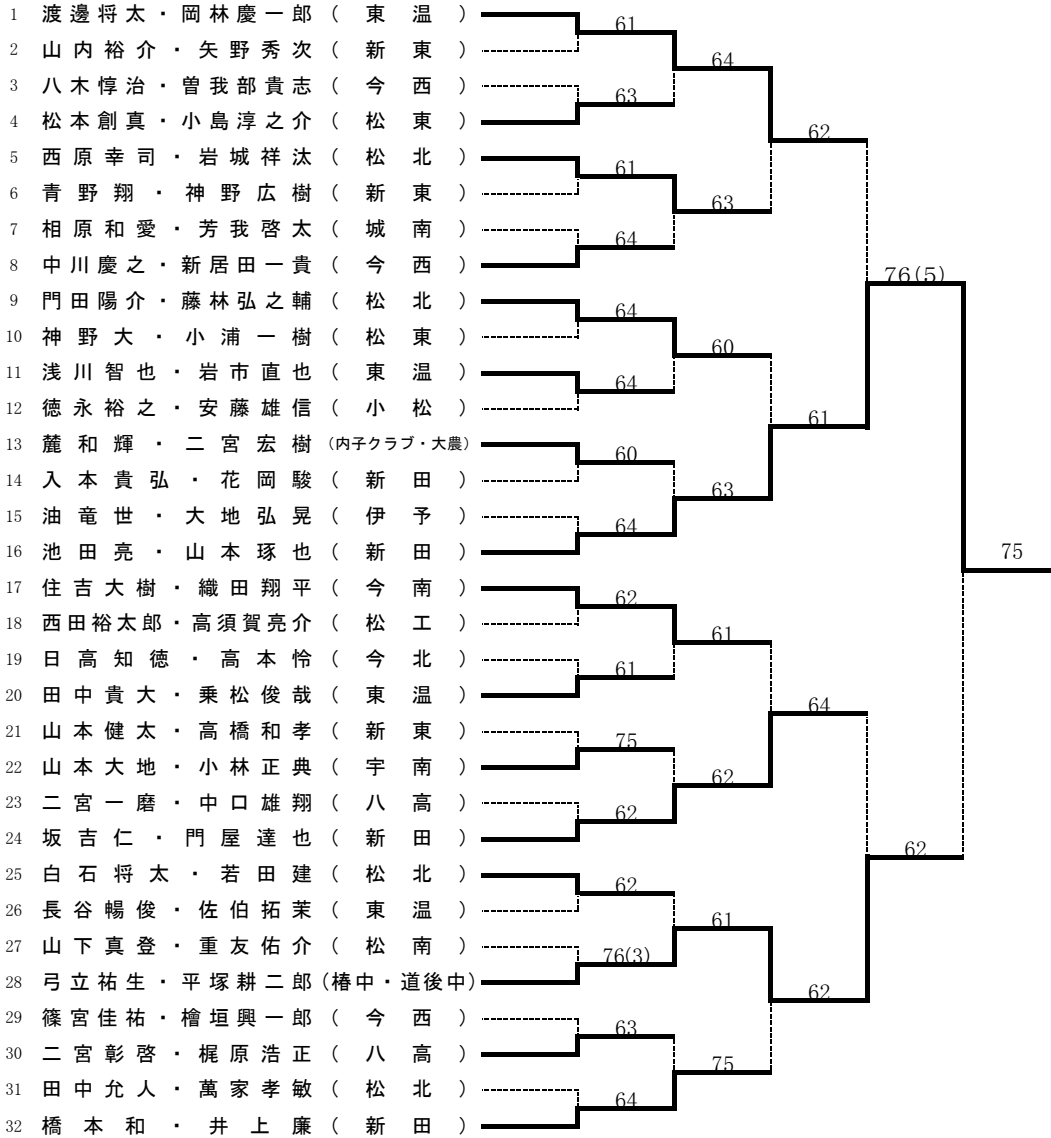 1 渡邊将太・岡林慶一郎 ( 東 温 )
61
2 山内裕介・矢野秀次 ( 新 東 )
64
3 八木惇治・曽我部貴志 ( 今 西 )
63
4 松本創真・小島淳之介 ( 松 東 )
62
5 西原幸司・岩城祥汰 ( 松 北 )
61
6 青野翔・神野広樹 ( 新 東 )
63
7 相原和愛・芳我啓太 ( 城 南 )
64
8 中川慶之・新居田一貴 ( 今 西 )
76(5)
9 門田陽介・藤林弘之輔 ( 松 北 )
64
10 神野大・小浦一樹 ( 松 東 )
60
11 浅川智也・岩市直也 ( 東 温 )
64
12 徳永裕之・安藤雄信 ( 小 松 )
61
13 麓和輝・二宮宏樹 (内子クラブ・大農)
60
14 入本貴弘・花岡駿 ( 新 田 )
63
15 油竜世・大地弘晃 ( 伊 予 )
64
16 池田亮・山本琢也 ( 新 田 )
75
17 住吉大樹・織田翔平 ( 今 南 )
62
18 西田裕太郎・高須賀亮介 ( 松 工 )
61
19 日高知徳・高本怜 ( 今 北 )
61
20 田中貴大・乗松俊哉 ( 東 温 )
64
21 山本健太・高橋和孝 ( 新 東 )
75
22 山本大地・小林正典 ( 宇 南 )
62
23 二宮一磨・中口雄翔 ( 八 高 )
62
24 坂吉仁・門屋達也 ( 新 田 )
62
25 白石将太・若田建 ( 松 北 )
62
26 長谷暢俊・佐伯拓茉 ( 東 温 )
61
27 山下真登・重友佑介 ( 松 南 )
76(3)
28 弓立祐生・平塚耕二郎 (椿中・道後中)
62
29 篠宮佳祐・檜垣興一郎 ( 今 西 )
63
30 二宮彰啓・梶原浩正 ( 八 高 )
75
31 田中允人・萬家孝敏 ( 松 北 )
64
32 橋本和・井上廉 ( 新 田 )